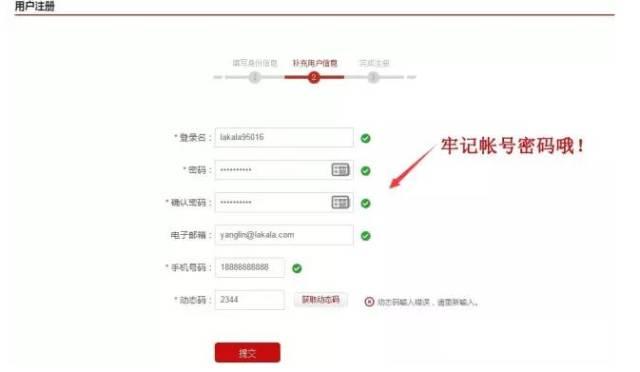 用户注册
填写身份信息 补充用户信息 完成注册
1 2 3
*登录名： lakala95016
牢记帐号密码哦！
*密码： ••••••••••
*确认密码： ••••••••••
电子邮箱： yanglin@lakala.com
*手机号码： 18888888888
*动态码： 2344 获取动态码 动态码输入错误，请重新输入。
提交